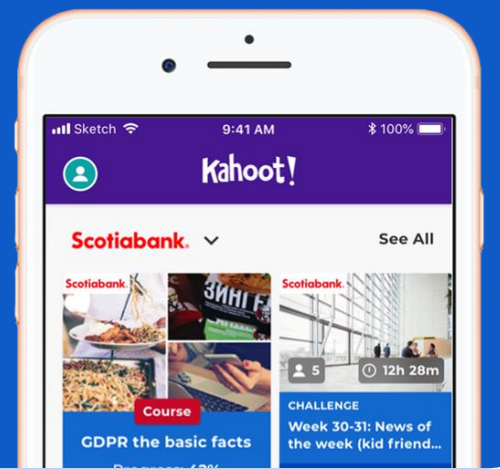 Sketch 9:41 AM 100%
Kahoot!
Scotiabank. See All
Scotiabank. Scotiabank.
ЗИНГЕ
5 12h 28m
Course
CHALLENGE
GDPR the basic facts
Week 30-31: News of
the week (kid friend...